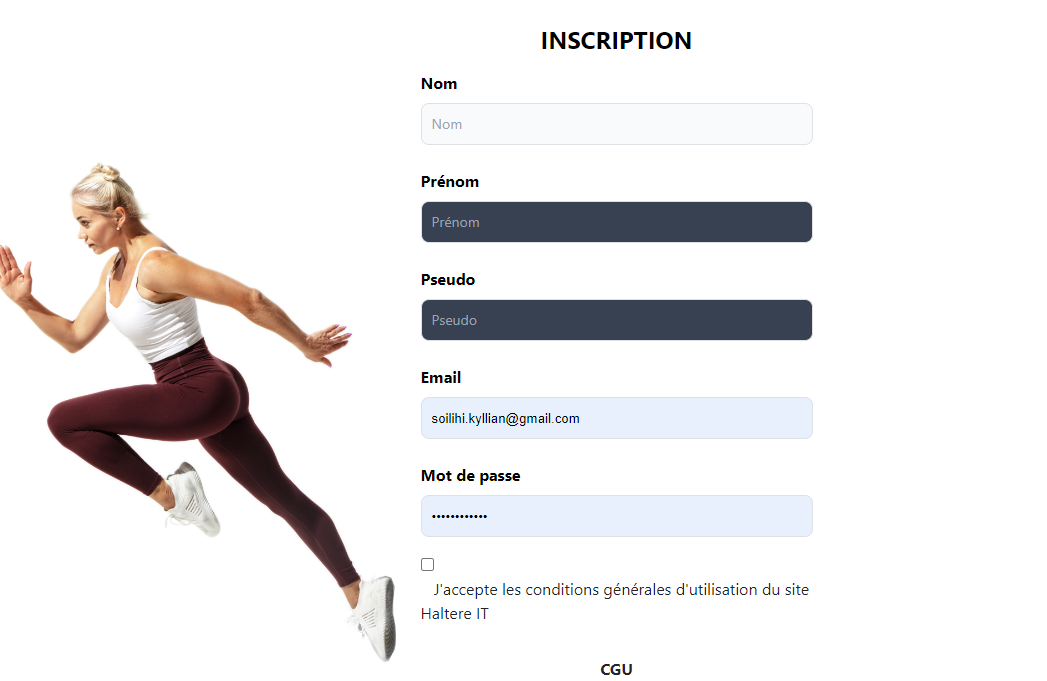 INSCRIPTION
Nom
Nom
Prénom
Prénom
Pseudo
Pseudo
Email
soilihi.kyllian@gmail.com
Mot de passe
••••••••••••
J'accepte les conditions générales d'utilisation du site
Haltere IT
CGU